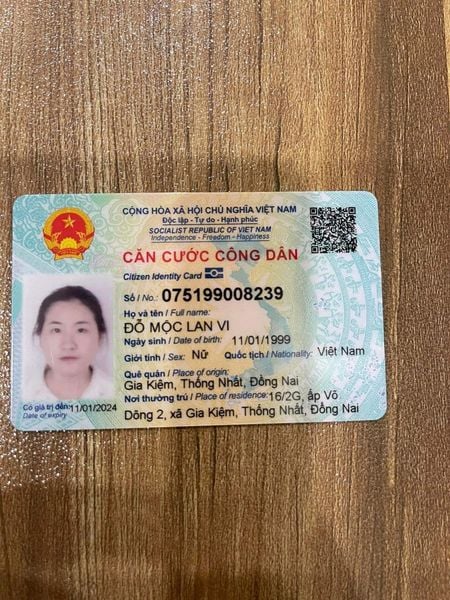 CỘNG HÒA XÃ HỘI CHỦ NGHĨA VIỆT NAM
Độc lập - Tự do - Hạnh phúc
SOCIALIST REPUBLIC OF VIET NAM
Independence - Freedom - Happiness
CĂN CƯỚC CÔNG DÂN
Citizen Identity Card
Số / No.: 075199008239
Họ và tên / Full name:
ĐỖ MỘC LAN VI
Ngày sinh / Date of birth: 11/01/1999
Giới tính / Sex: Nữ Quốc tịch / Nationality: Việt Nam
Quê quán / Place of origin:
Gia Kiệm, Thống Nhất, Đồng Nai
Nơi thường trú / Place of residence: 16/2G, ấp Võ
Dõng 2, xã Gia Kiệm, Thống Nhất, Đồng Nai
Có giá trị đến: 11/01/2024
Date of expiry